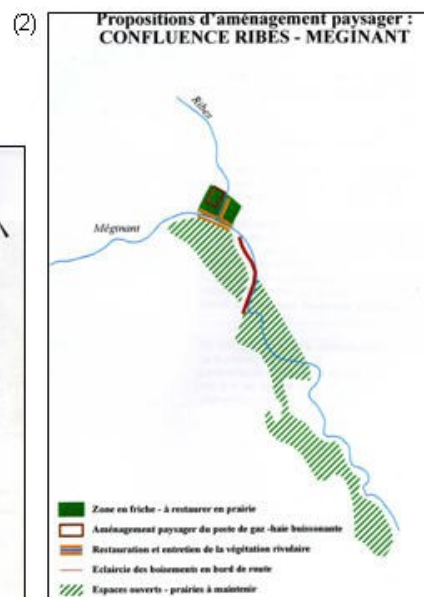 (2)
Propositions d'aménagement paysager :
CONFLUENCE RIBES - MEGINANT
Ribes
Méginant
Zone en friche - à restaurer en prairie
Aménagement paysager du poste de gaz -haie buissonante
Restauration et entretien de la végétation rivulaire
Eclaircie des boisements en bord de route
Espaces ouverts - prairies à maintenir